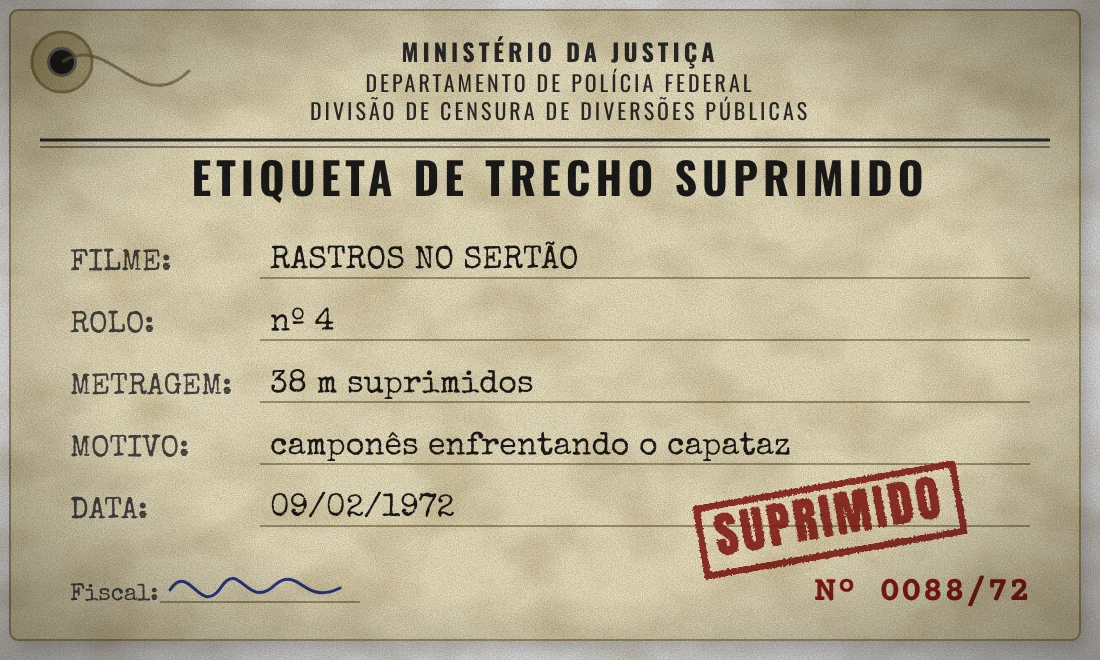 MINISTÉRIO DA JUSTIÇA
DEPARTAMENTO DE POLÍCIA FEDERAL
DIVISÃO DE CENSURA DE DIVERSÕES PÚBLICAS
ETIQUETA DE TRECHO SUPRIMIDO
FILME: RASTROS NO SERTÃO
ROLO: nº 4
METRAGEM: 38 m suprimidos
MOTIVO: camponês enfrentando o capataz
DATA: 09/02/1972
SUPRIMIDO
Fiscal:
Nº 0088/72